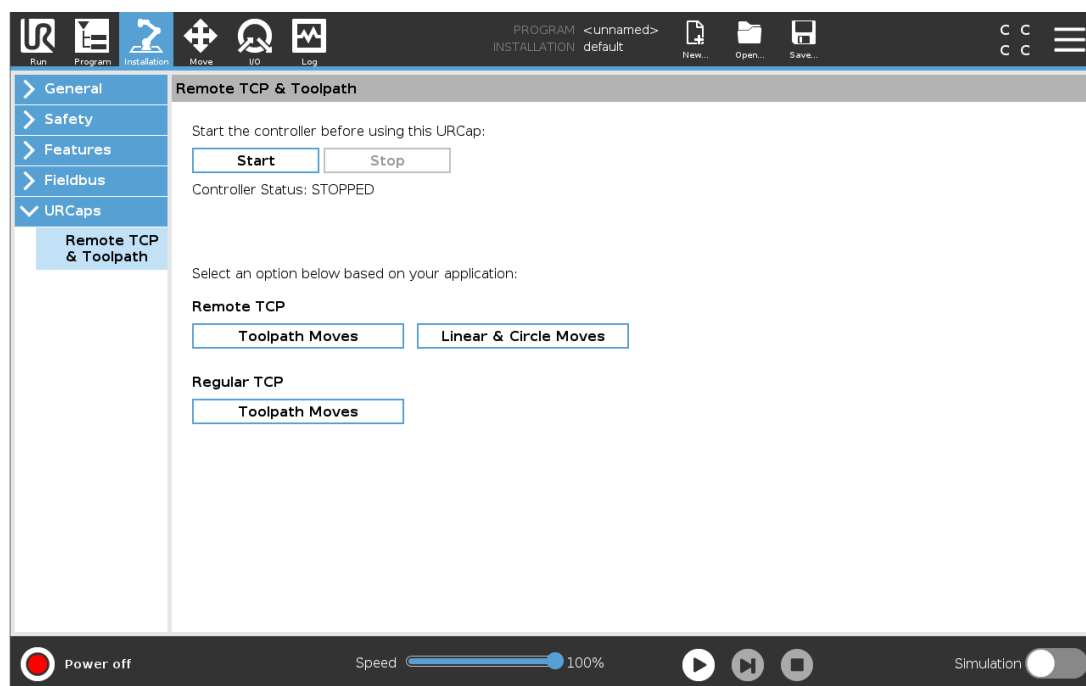 PROGRAM <unnamed>
INSTALLATION default
C C
C C
Run Program Installation Move I/O Log New... Open... Save...
General
Safety
Features
Fieldbus
URCaps
Remote TCP
& Toolpath
Remote TCP & Toolpath
Start the controller before using this URCap:
Start Stop
Controller Status: STOPPED
Select an option below based on your application:
Remote TCP
Toolpath Moves Linear & Circle Moves
Regular TCP
Toolpath Moves
Power off Speed 100% Simulation